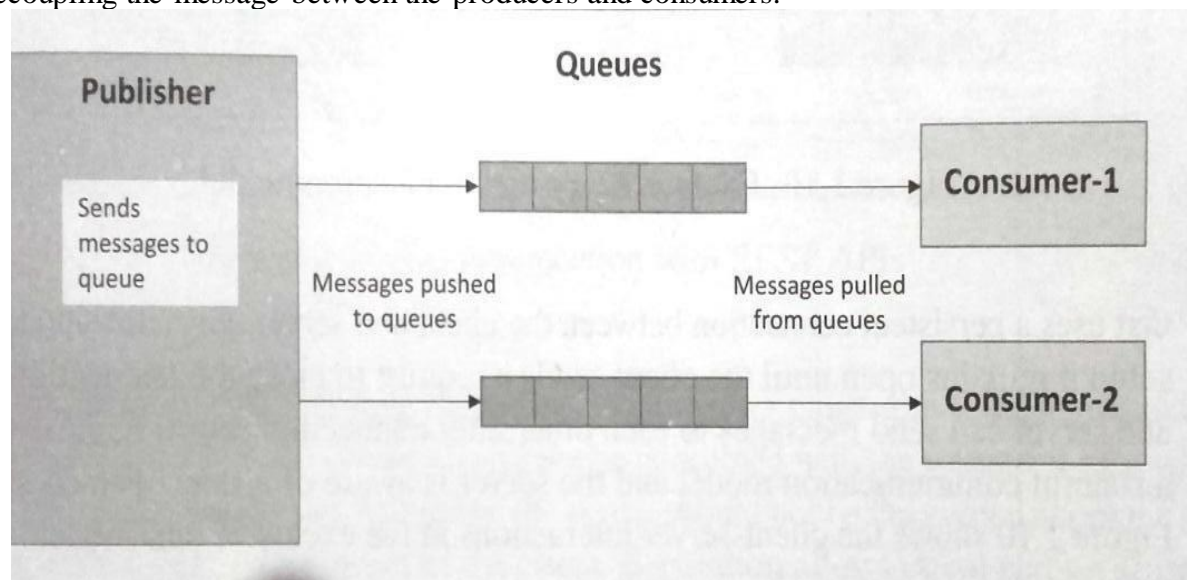 decoupling the message between the producers and consumers.
Queues
Publisher
Consumer-1
Sends
messages to
queue
Messages pushed
to queues
Messages pulled
from queues
Consumer-2